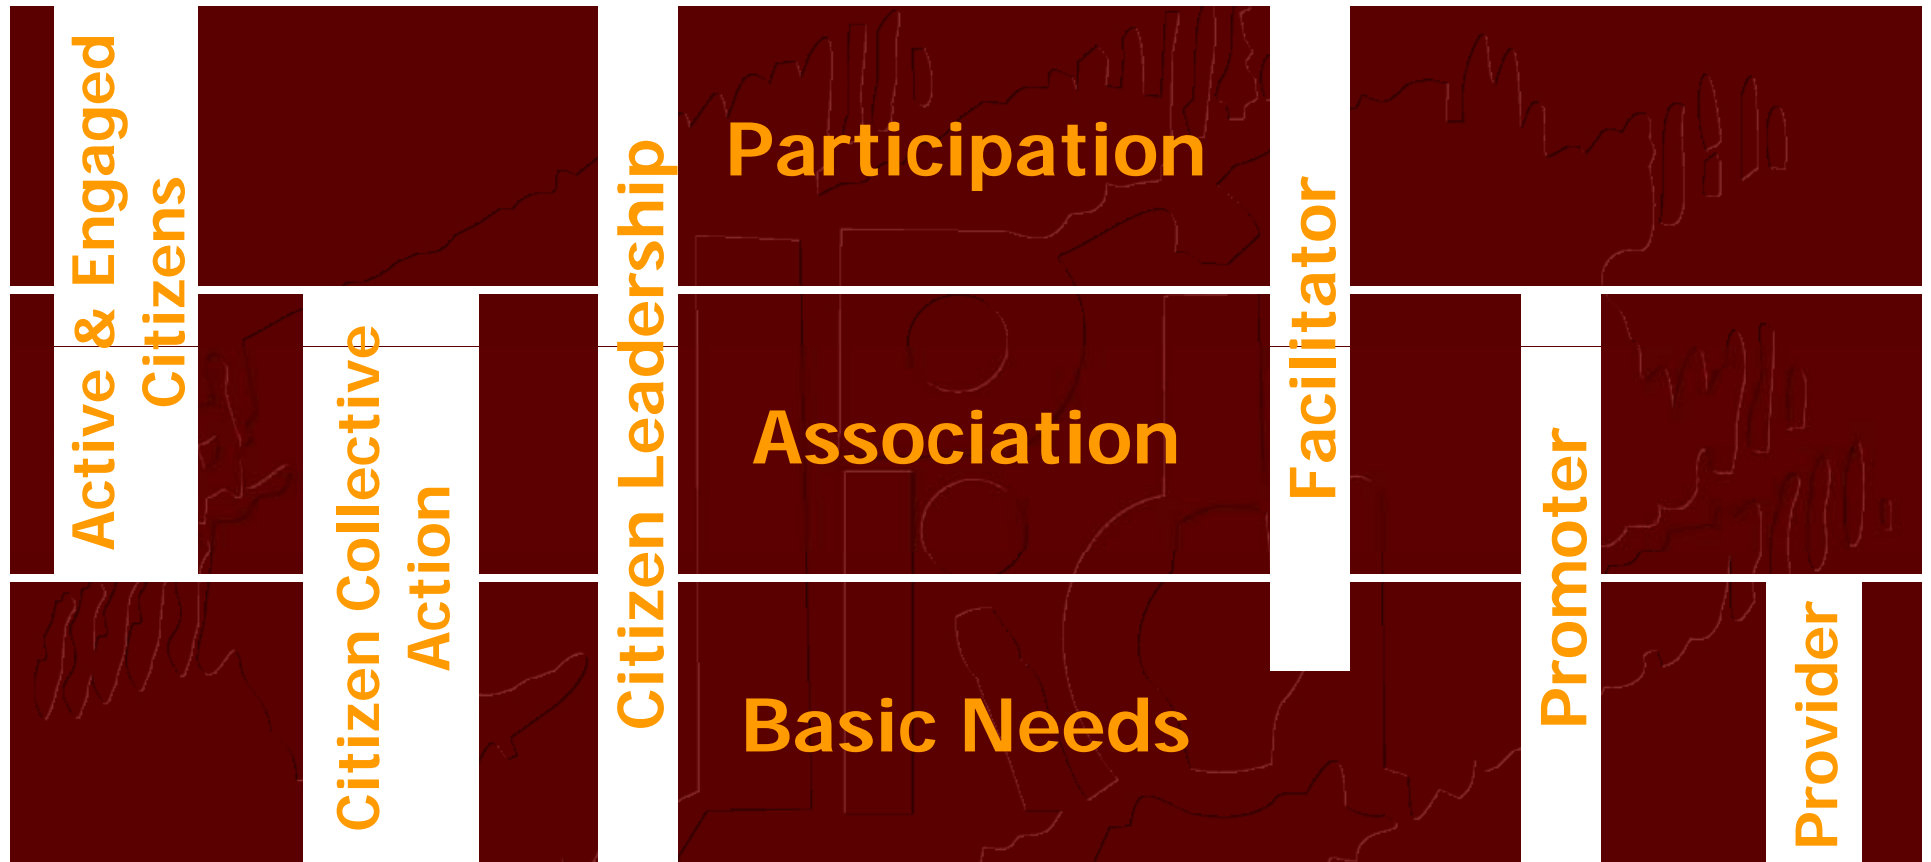 Active & Engaged
Citizens
Citizen Collective
Action
Citizen Leadership
Participation
Association
Basic Needs
Facilitator
Promoter
Provider